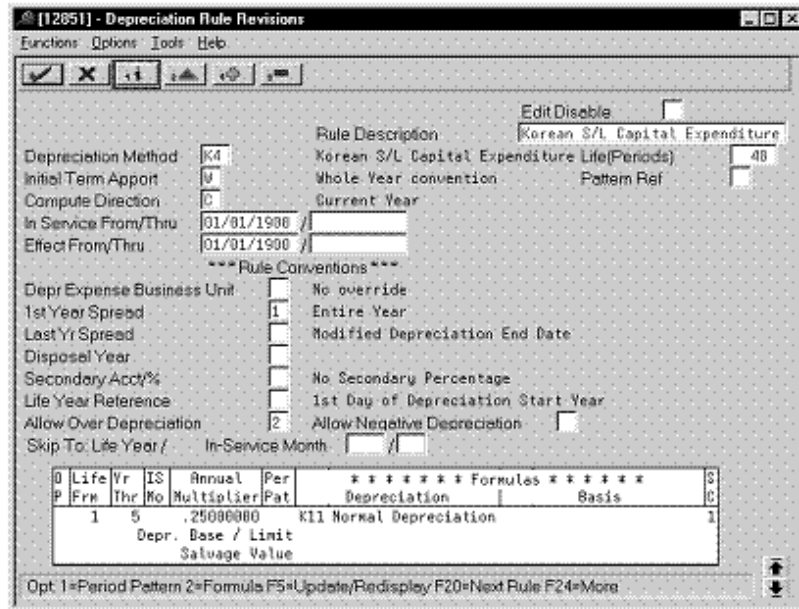 [12851] - Depreciation Rule Revisions
Functions Options Tools Help
Edit Disable
Rule Description Korean S/L Capital Expenditure
Depreciation Method K4 Korean S/L Capital Expenditure Life(Periods) 48
Initial Term Apport W Whole Year convention Pattern Ref
Compute Direction C Current Year
In Service From/Thru 01/01/1900 /
Effect From/Thru 01/01/1900 /
***Rule Conventions***
Depr Expense Business Unit No override
1st Year Spread 1 Entire Year
Last Yr Spread Modified Depreciation End Date
Disposal Year
Secondary Acct/% No Secondary Percentage
Life Year Reference 1st Day of Depreciation Start Year
Allow Over Depreciation 2 Allow Negative Depreciation
Skip To: Life Year / In-Service Month /
O Life Yr IS Annual Per * * * * * * * Formulas * * * * * * S
P Frm Thr Mo Multiplier Pat Depreciation Basis C
1 5 .25000000 K11 Normal Depreciation 1
Depr. Base / Limit
Salvage Value
Opt: 1=Period Pattern 2=Formula F5=Update/Redisplay F20=Next Rule F24=More